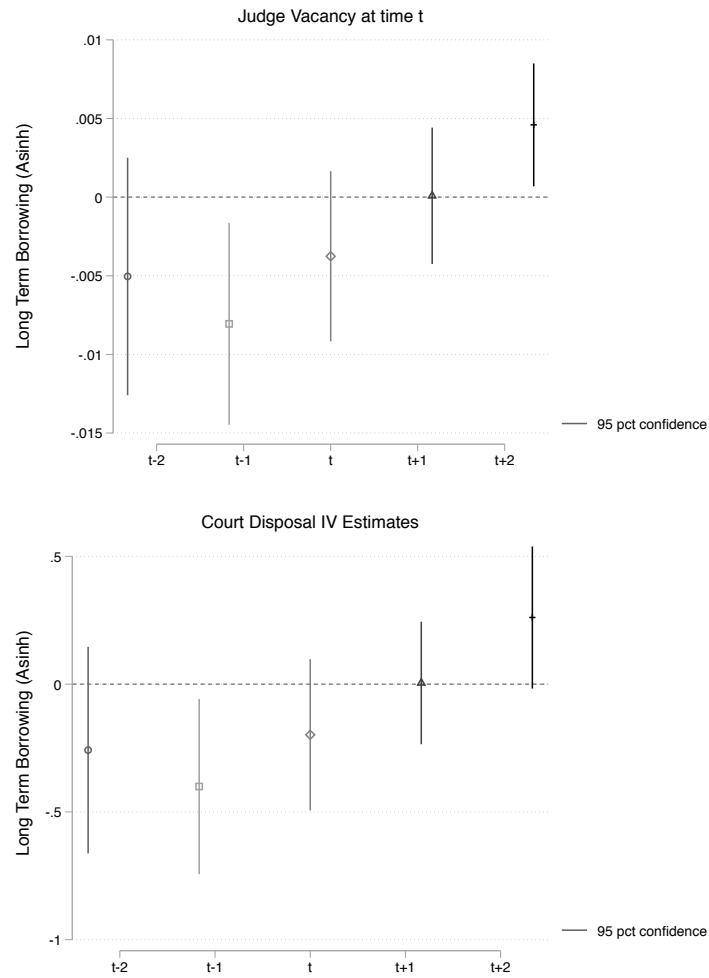 Judge Vacancy at time t
Long Term Borrowing (Asinh)
.01
.005
0
-.005
-.01
-.015
t-2 t-1 t t+1 t+2
95 pct confidence
Court Disposal IV Estimates
Long Term Borrowing (Asinh)
.5
0
-.5
-1
t-2 t-1 t t+1 t+2
95 pct confidence